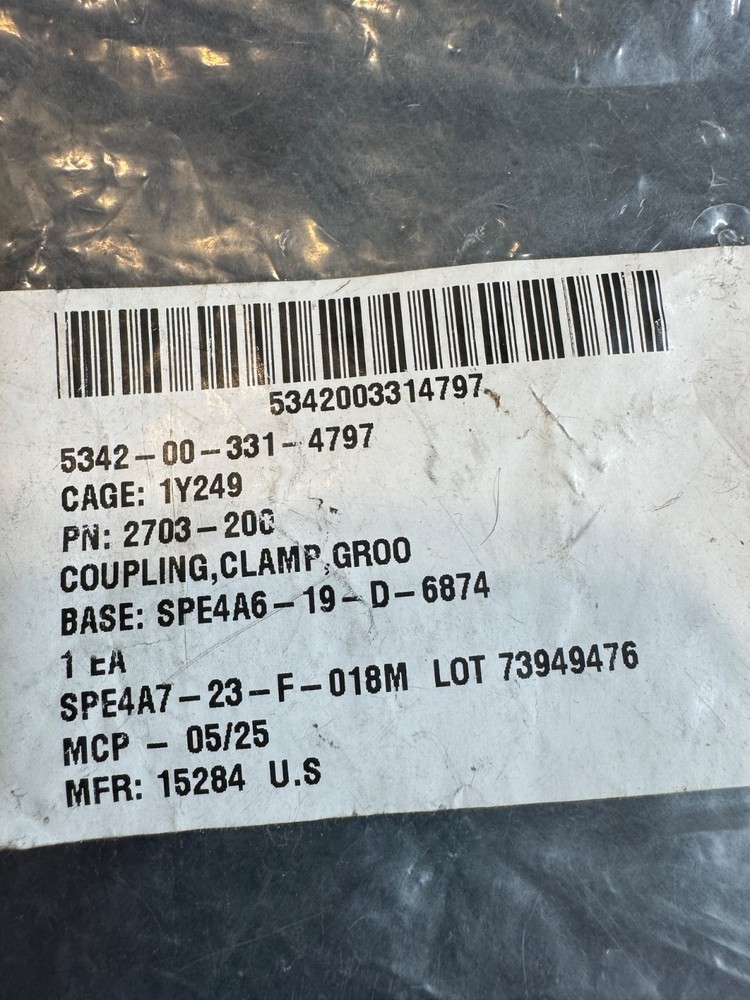 5342003314797
5342-00-331-4797
CAGE: 1Y249
PN: 2703-200
COUPLING,CLAMP,GROO
BASE: SPE4A6-19-D-6874
1 EA
SPE4A7-23-F-018M LOT 73949476
MCP - 05/25
MFR: 15284 U.S